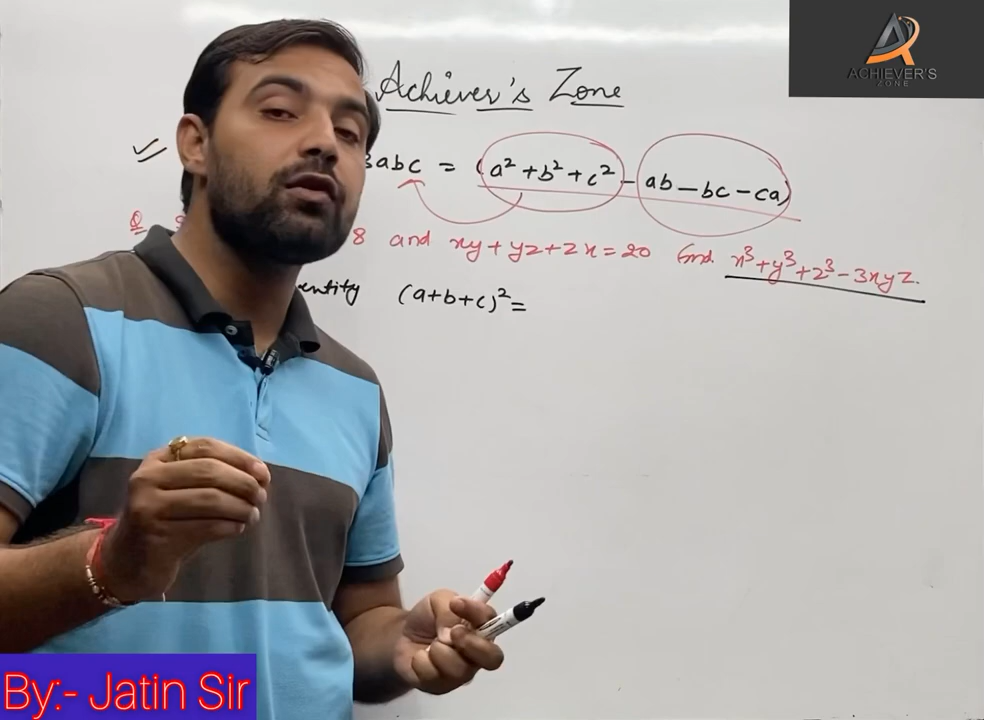 ACHIEVER'S
ZONE
Achiever's Zone
3abc = (a² + b² + c² - ab - bc - ca)
Q 8 and xy + yz + zx = 20 find x³ + y³ + z³ - 3xyz.
entity (a+b+c)² =
By:- Jatin Sir